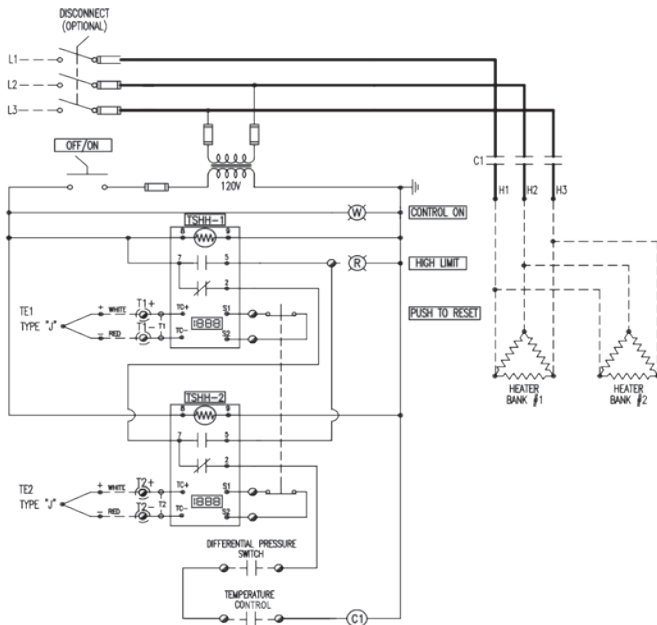 DISCONNECT
(OPTIONAL)
L1
L2
L3
OFF/ON
120V
C1
H1 H2 H3
W
CONTROL ON
TSHH-1
8 9
7 5
R
HIGH LIMIT
2
TE1
TYPE "J"
+ WHITE T1+
- RED T1- T1
TC+ S1
TC- :888 S2
PUSH TO RESET
HEATER
BANK #1
HEATER
BANK #2
TSHH-2
8 9
7 5
2
TE2
TYPE "J"
+ WHITE T2+
- RED T2- T2
TC+ S1
TC- :888 S2
DIFFERENTIAL PRESSURE
SWITCH
TEMPERATURE
CONTROL
C1